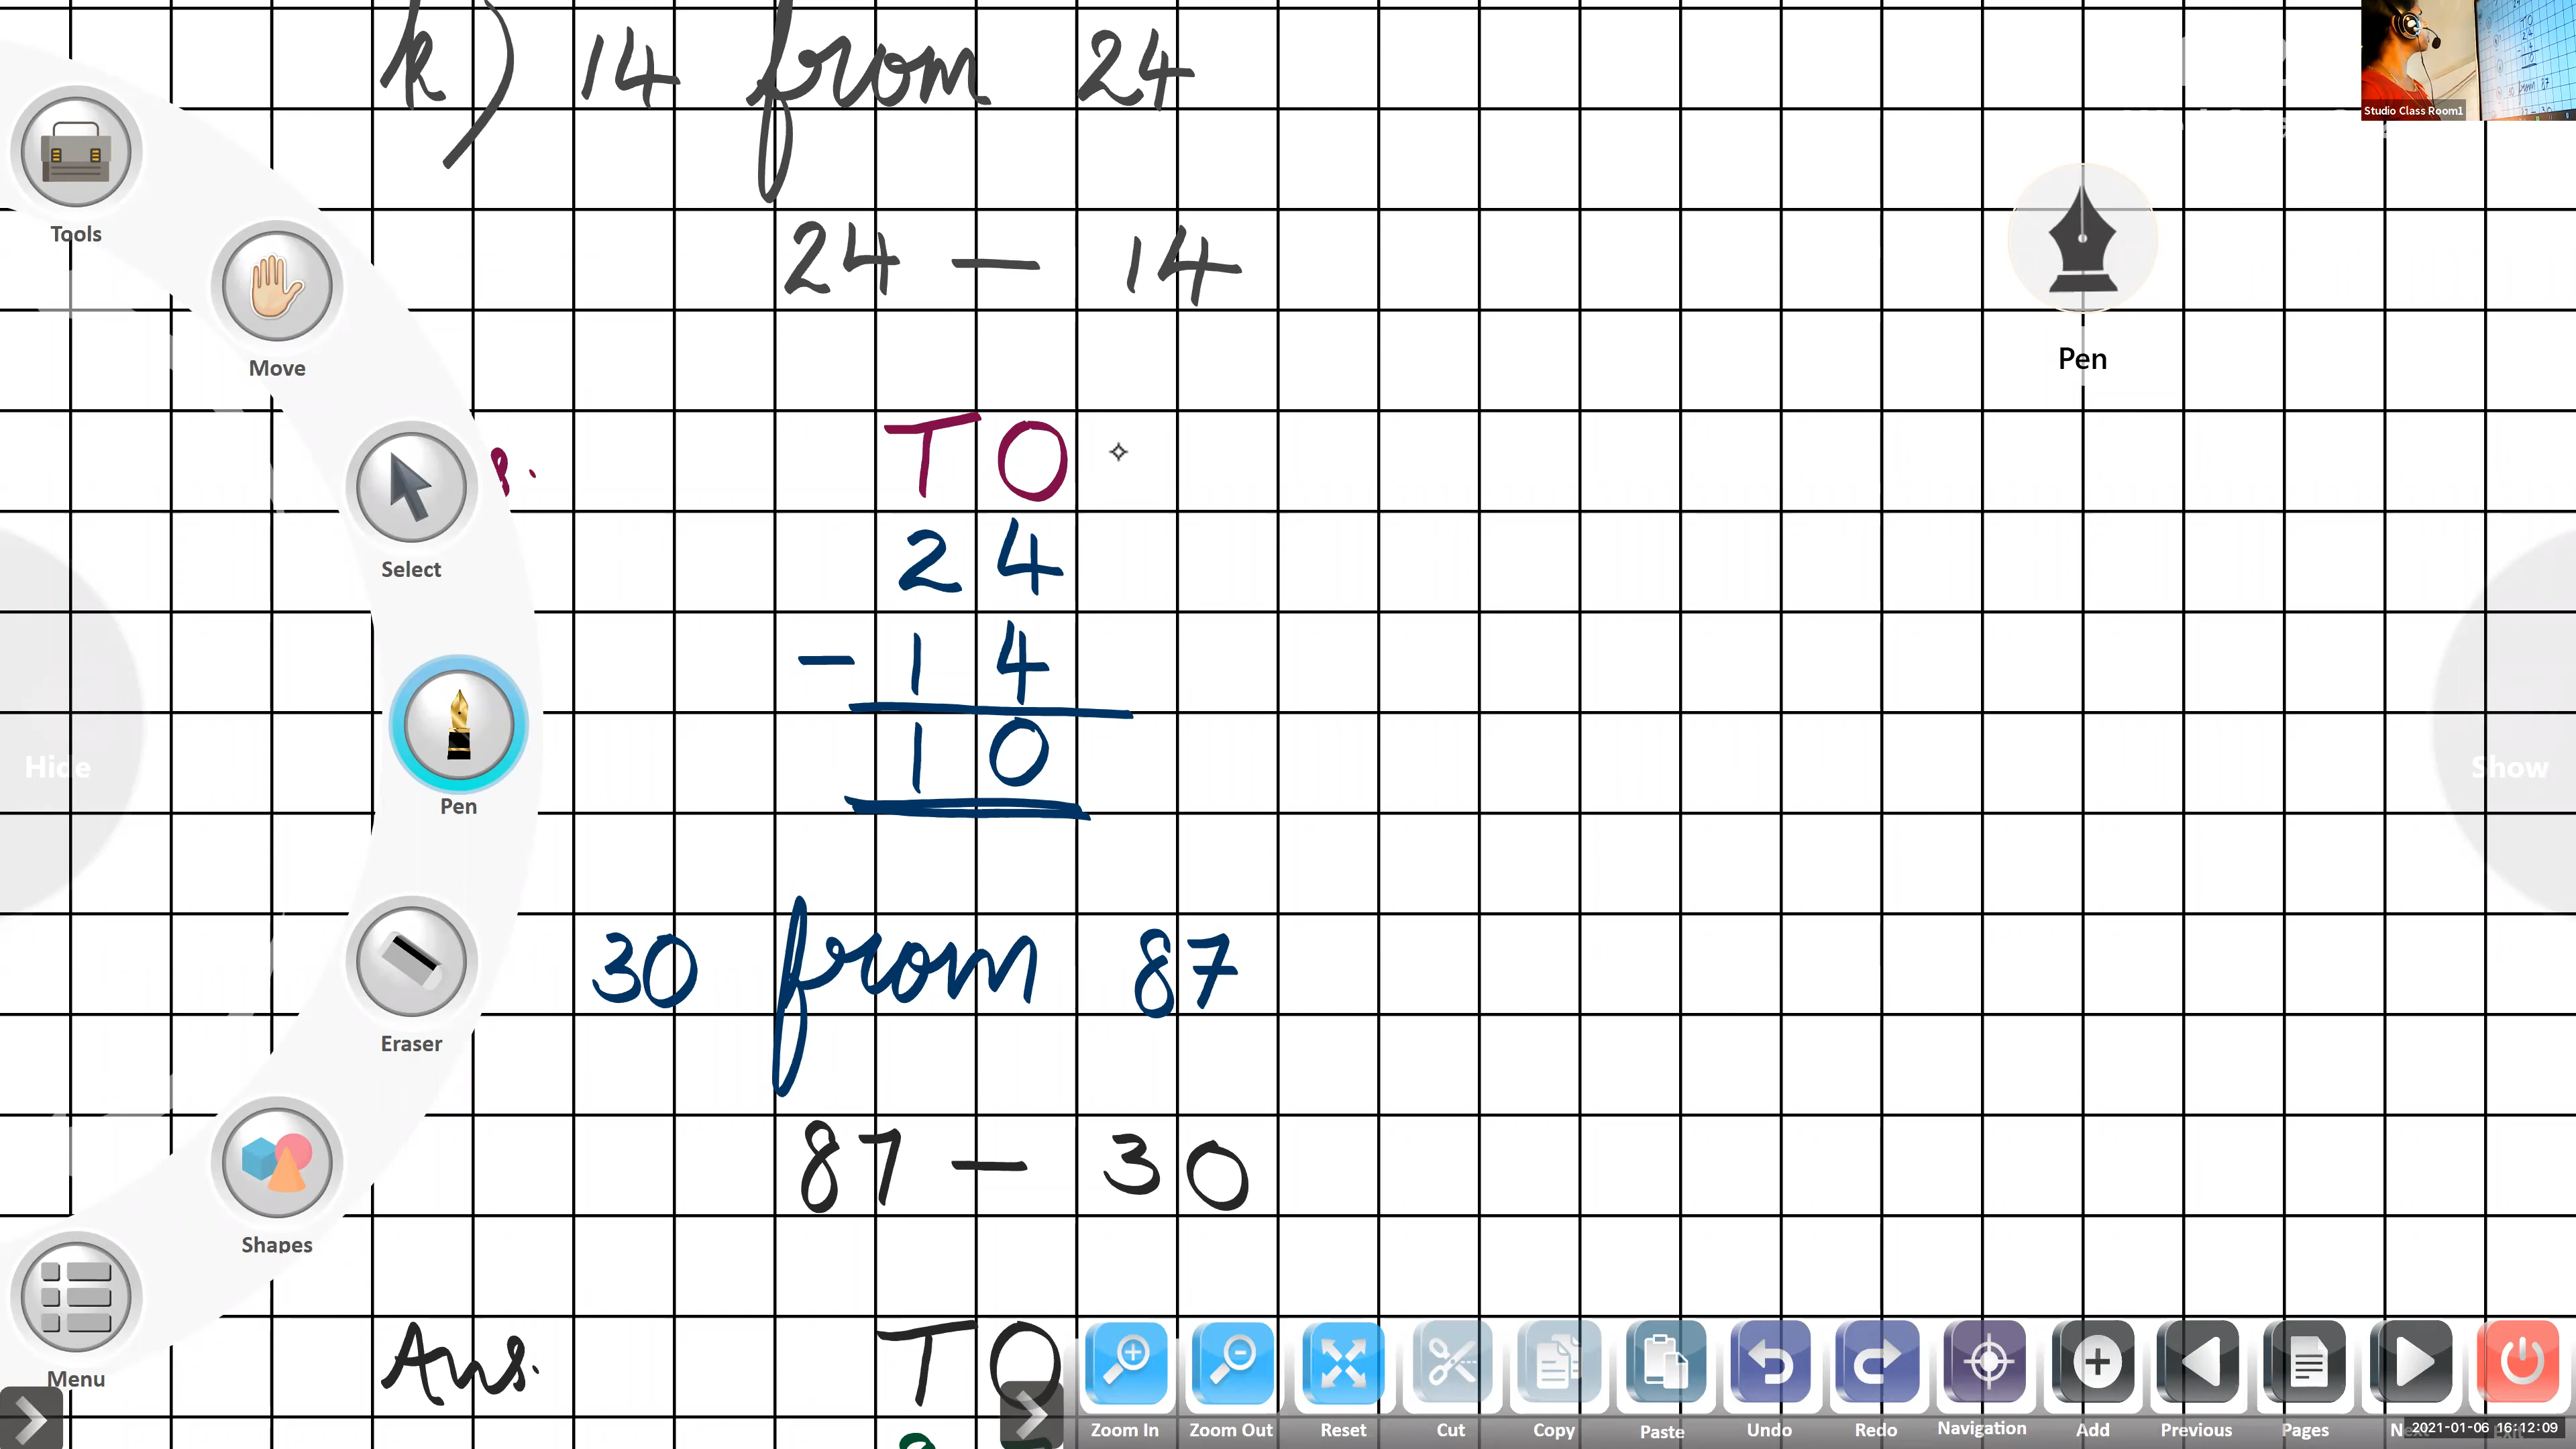 k) 14 from 24
Studio Class Room1
Tools
24 — 14
Move
Pen
T O
Select
2 4
- 1 4
1 0
Hide
Show
Pen
30 from 87
Eraser
87 — 30
Shapes
Ans.
T O
Menu
Zoom In
Zoom Out
Reset
Cut
Copy
Paste
Undo
Redo
Navigation
Add
Previous
Pages
2021-01-06 16:12:09